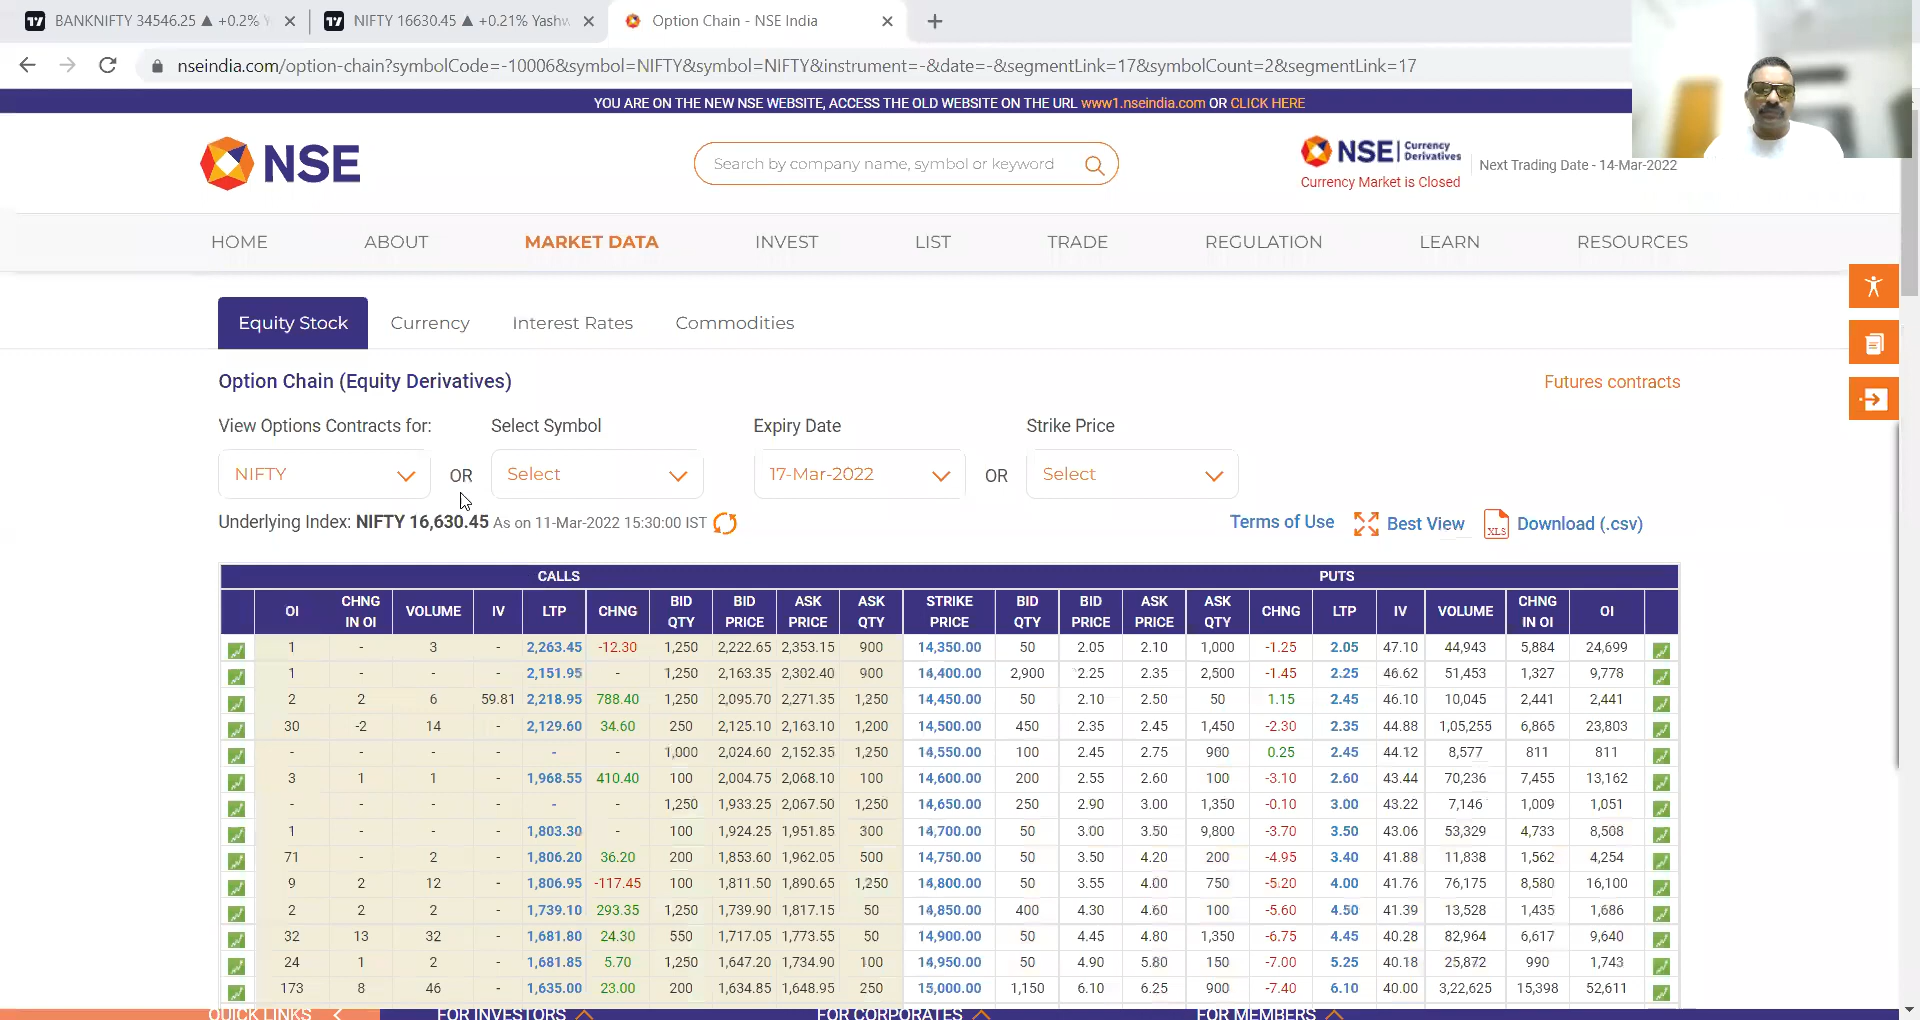 BANKNIFTY 34546.25 ▲ +0.2%
NIFTY 16630.45 ▲ +0.21% Yashw
Option Chain - NSE India
nseindia.com/option-chain?symbolCode=-10006&symbol=NIFTY&symbol=NIFTY&instrument=-&date=-&segmentLink=17&symbolCount=2&segmentLink=17
YOU ARE ON THE NEW NSE WEBSITE, ACCESS THE OLD WEBSITE ON THE URL www1.nseindia.com OR CLICK HERE
NSE
Search by company name, symbol or keyword
NSE Currency Derivatives
Currency Market is Closed
Next Trading Date - 14-Mar-2022
HOME ABOUT MARKET DATA INVEST LIST TRADE REGULATION LEARN RESOURCES
Equity Stock Currency Interest Rates Commodities
Option Chain (Equity Derivatives)
Futures contracts
View Options Contracts for: Select Symbol Expiry Date Strike Price
NIFTY OR Select 17-Mar-2022 OR Select
Underlying Index: NIFTY 16,630.45 As on 11-Mar-2022 15:30:00 IST
Terms of Use Best View XLS Download (.csv)
CALLS PUTS
OI CHNG IN OI VOLUME IV LTP CHNG BID QTY BID PRICE ASK PRICE ASK QTY STRIKE PRICE BID QTY BID PRICE ASK PRICE ASK QTY CHNG LTP IV VOLUME CHNG IN OI OI
1 - 3 - 2,263.45 -12.30 1,250 2,222.65 2,353.15 900 14,350.00 50 2.05 2.10 1,000 -1.25 2.05 47.10 44,943 5,884 24,699
1 - - - 2,151.95 - 1,250 2,163.35 2,302.40 900 14,400.00 2,900 2.25 2.35 2,500 -1.45 2.25 46.62 51,453 1,327 9,778
2 2 6 59.81 2,218.95 788.40 1,250 2,095.70 2,271.35 1,250 14,450.00 50 2.10 2.50 50 1.15 2.45 46.10 10,045 2,441 2,441
30 -2 14 - 2,129.60 34.60 250 2,125.10 2,163.10 1,200 14,500.00 450 2.35 2.45 1,450 -2.30 2.35 44.88 1,05,255 6,865 23,803
- - - - - - 1,000 2,024.60 2,152.35 1,250 14,550.00 100 2.45 2.75 900 0.25 2.45 44.12 8,577 811 811
3 1 1 - 1,968.55 410.40 100 2,004.75 2,068.10 100 14,600.00 200 2.55 2.60 100 -3.10 2.60 43.44 70,236 7,455 13,162
- - - - - - 1,250 1,933.25 2,067.50 1,250 14,650.00 250 2.90 3.00 1,350 -0.10 3.00 43.22 7,146 1,009 1,051
1 - - - 1,803.30 - 100 1,924.25 1,951.85 300 14,700.00 50 3.00 3.50 9,800 -3.70 3.50 43.06 53,329 4,733 8,508
71 - 2 - 1,806.20 36.20 200 1,853.60 1,962.05 500 14,750.00 50 3.50 4.20 200 -4.95 3.40 41.88 11,838 1,562 4,254
9 2 12 - 1,806.95 -117.45 100 1,811.50 1,890.65 1,250 14,800.00 50 3.55 4.00 750 -5.20 4.00 41.76 76,175 8,580 16,100
2 2 2 - 1,739.10 293.35 1,250 1,739.90 1,817.15 50 14,850.00 400 4.30 4.60 100 -5.60 4.50 41.39 13,528 1,435 1,686
32 13 32 - 1,681.80 24.30 550 1,717.05 1,773.55 50 14,900.00 50 4.45 4.80 1,350 -6.75 4.45 40.28 82,964 6,617 9,640
24 1 2 - 1,681.85 5.70 1,250 1,647.20 1,734.90 100 14,950.00 50 4.90 5.80 150 -7.00 5.25 40.18 25,872 990 1,743
173 8 46 - 1,635.00 23.00 200 1,634.85 1,648.95 250 15,000.00 1,150 6.10 6.25 900 -7.40 6.10 40.00 3,22,625 15,398 52,611
QUICK LINKS FOR INVESTORS FOR CORPORATES FOR MEMBERS